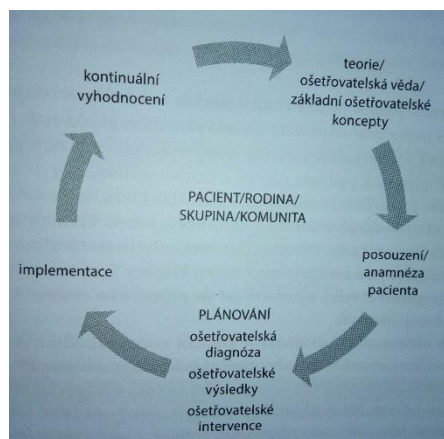 kontinuální
vyhodnocení
teorie/
ošetřovatelská věda/
základní ošetřovatelské
koncepty
PACIENT/RODINA/
SKUPINA/KOMUNITA
posouzení/
anamnéza
pacienta
implementace
PLÁNOVÁNÍ
ošetřovatelská
diagnóza
ošetřovatelské
výsledky
ošetřovatelské
intervence